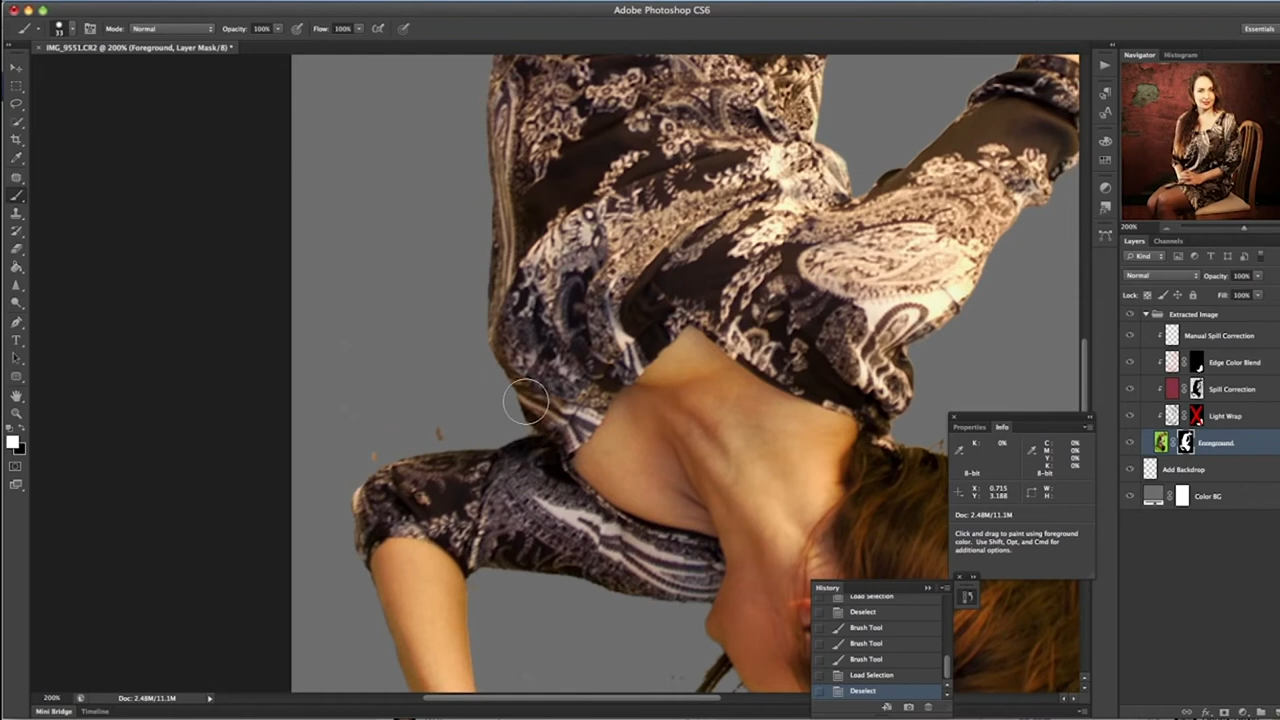 Adobe Photoshop CS6
33
Mode: Normal
Opacity: 100%
Flow: 100%
Essentials
× IMG_9551.CR2 @ 200% (Foreground, Layer Mask/8) *
Navigator
Histogram
200%
Layers
Channels
Kind
Normal
Opacity: 100%
Lock:
Fill: 100%
Extracted Image
Manual Spill Correction
Edge Color Blend
Spill Correction
Light Wrap
Foreground
Add Backdrop
Color BG
Properties
Info
K: 0%
C: 0%
M: 0%
Y: 0%
K: 0%
8-bit
8-bit
X: 0.715
Y: 3.188
W:
H:
Doc: 2.48M/11.1M
Click and drag to paint using foreground
color. Use Shift, Opt, and Cmd for
additional options.
History
Load Selection
Deselect
Brush Tool
Brush Tool
Brush Tool
Load Selection
Deselect
200%
Doc: 2.48M/11.1M
Mini Bridge
Timeline